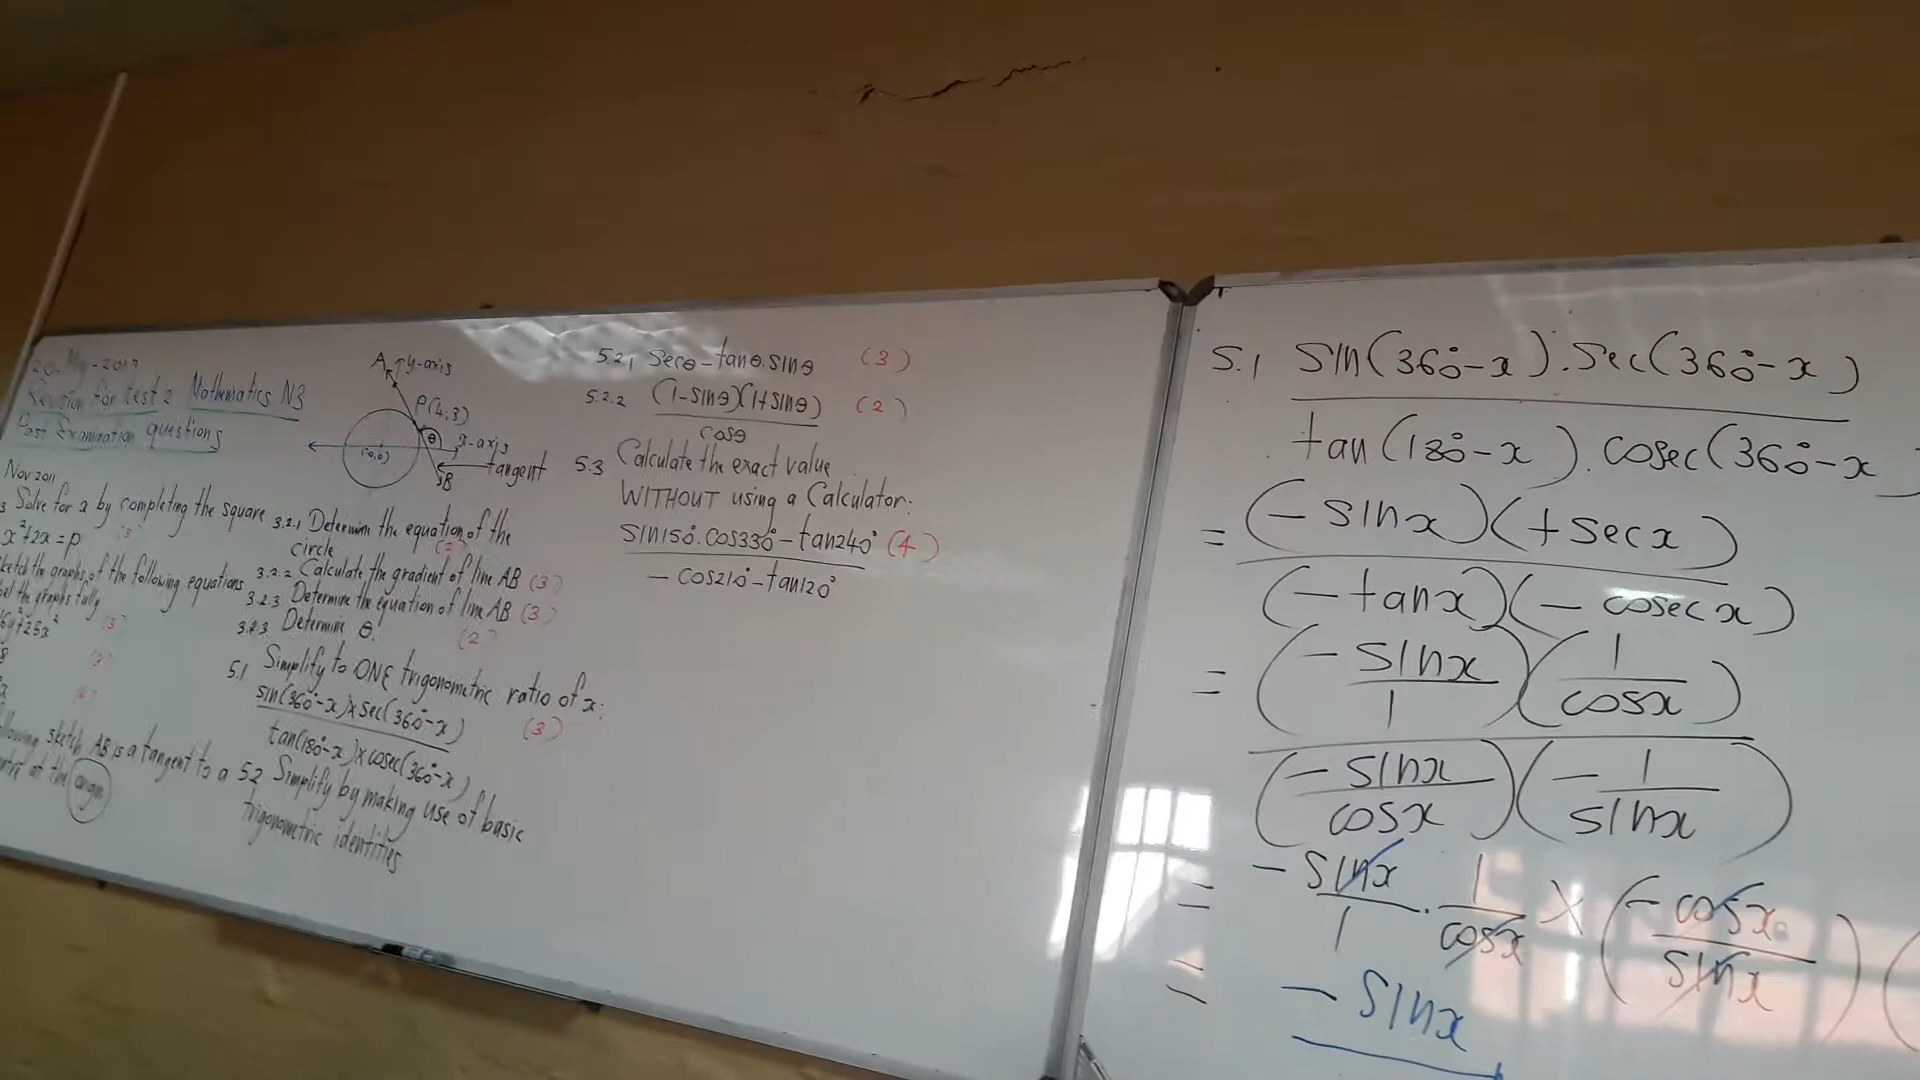 20-May-2017
Revision for test 2 Mathematics N3
Past Examination questions
Nov 2011
3 Solve for x by completing the square
x²+2x=p (3)
sketch the graphs of the following equations
label the graphs fully
(3)
(3)
following sketch AB is a tangent to a
centre at the origin
A y-axis
P(4;3)
θ x-axis
(0,0)
tangent
B
3.2.1 Determine the equation of the
circle (2)
3.2.2 Calculate the gradient of line AB (3)
3.2.3 Determine the equation of line AB (3)
3.2.3 Determine θ. (2)
5.1 Simplify to ONE trigonometric ratio of x:
sin(360°-x)×sec(360°-x) (3)
tan(180°-x)×cosec(360°-x)
5.2 Simplify by making use of basic
trigonometric identities
5.2.1 secθ-tanθ.sinθ (3)
5.2.2 (1-sinθ)(1+sinθ) (2)
cosθ
5.3 Calculate the exact value
WITHOUT using a Calculator:
sin150°.cos330°-tan240° (4)
-cos210°-tan120°
5.1 sin(360°-x).sec(360°-x)
tan(180°-x).cosec(360°-x)
= (-sinx)(+secx)
(-tanx)(-cosecx)
= (-sinx/1)(1/cosx)
(-sinx/cosx)(-1/sinx)
= -sinx/1 . 1/cosx × (-cosx/sinx)(
= -sinx